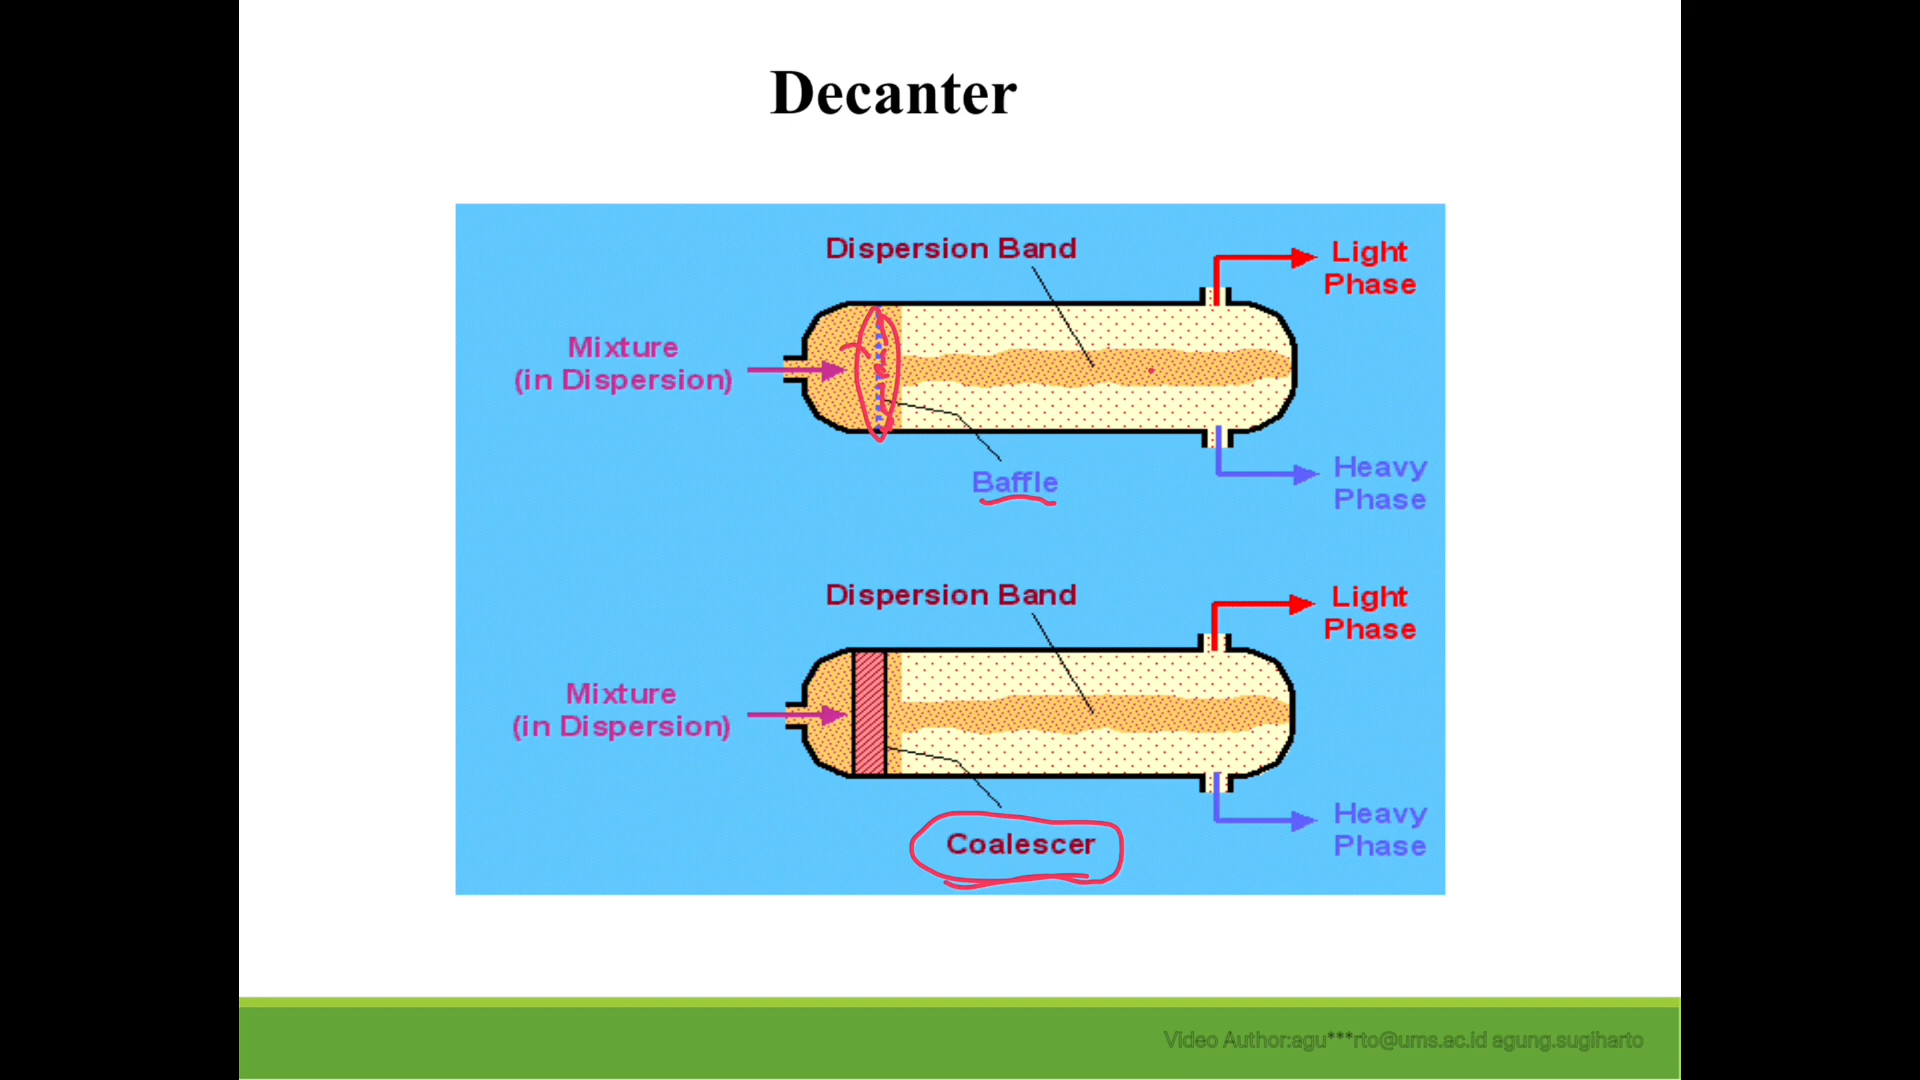 Decanter
Dispersion Band
Light
Phase
Mixture
(in Dispersion)
Baffle
Heavy
Phase
Dispersion Band
Light
Phase
Mixture
(in Dispersion)
Coalescer
Heavy
Phase
Video Author:agu***rto@ums.ac.id agung.sugiharto